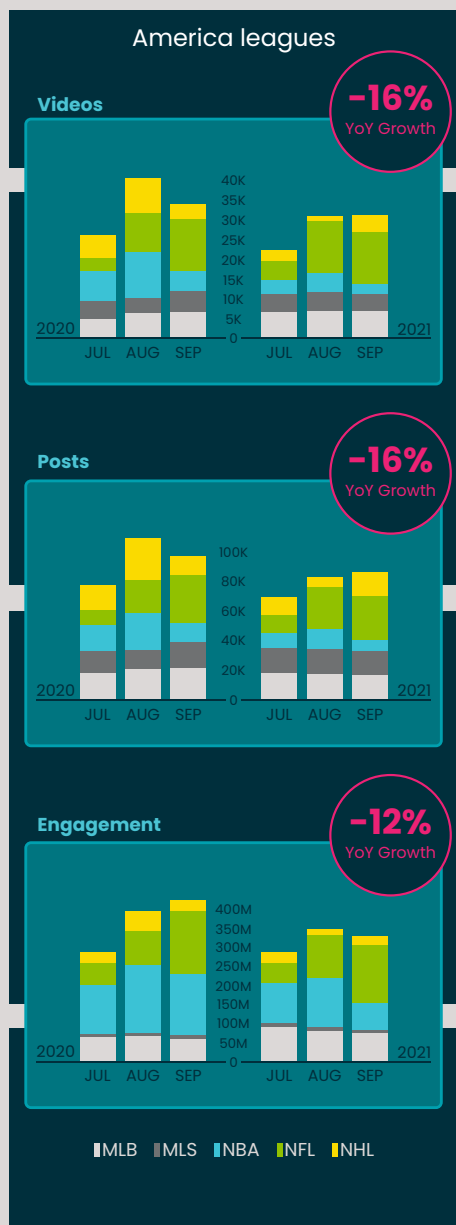 America leagues
-16%
YoY Growth
Videos
40K
35K
30K
25K
20K
15K
10K
5K
0
2020
2021
JUL AUG SEP
JUL AUG SEP
-16%
YoY Growth
Posts
100K
80K
60K
40K
20K
0
2020
2021
JUL AUG SEP
JUL AUG SEP
-12%
YoY Growth
Engagement
400M
350M
300M
250M
200M
150M
100M
50M
0
2020
2021
JUL AUG SEP
JUL AUG SEP
MLB MLS NBA NFL NHL